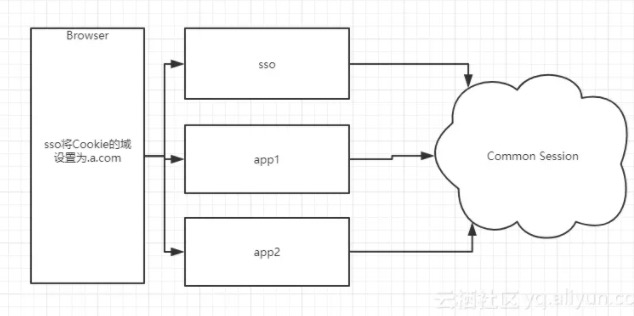 Browser
sso将Cookie的域
设置为.a.com
sso
app1
app2
Common Session
云栖社区 yq.aliyun.co